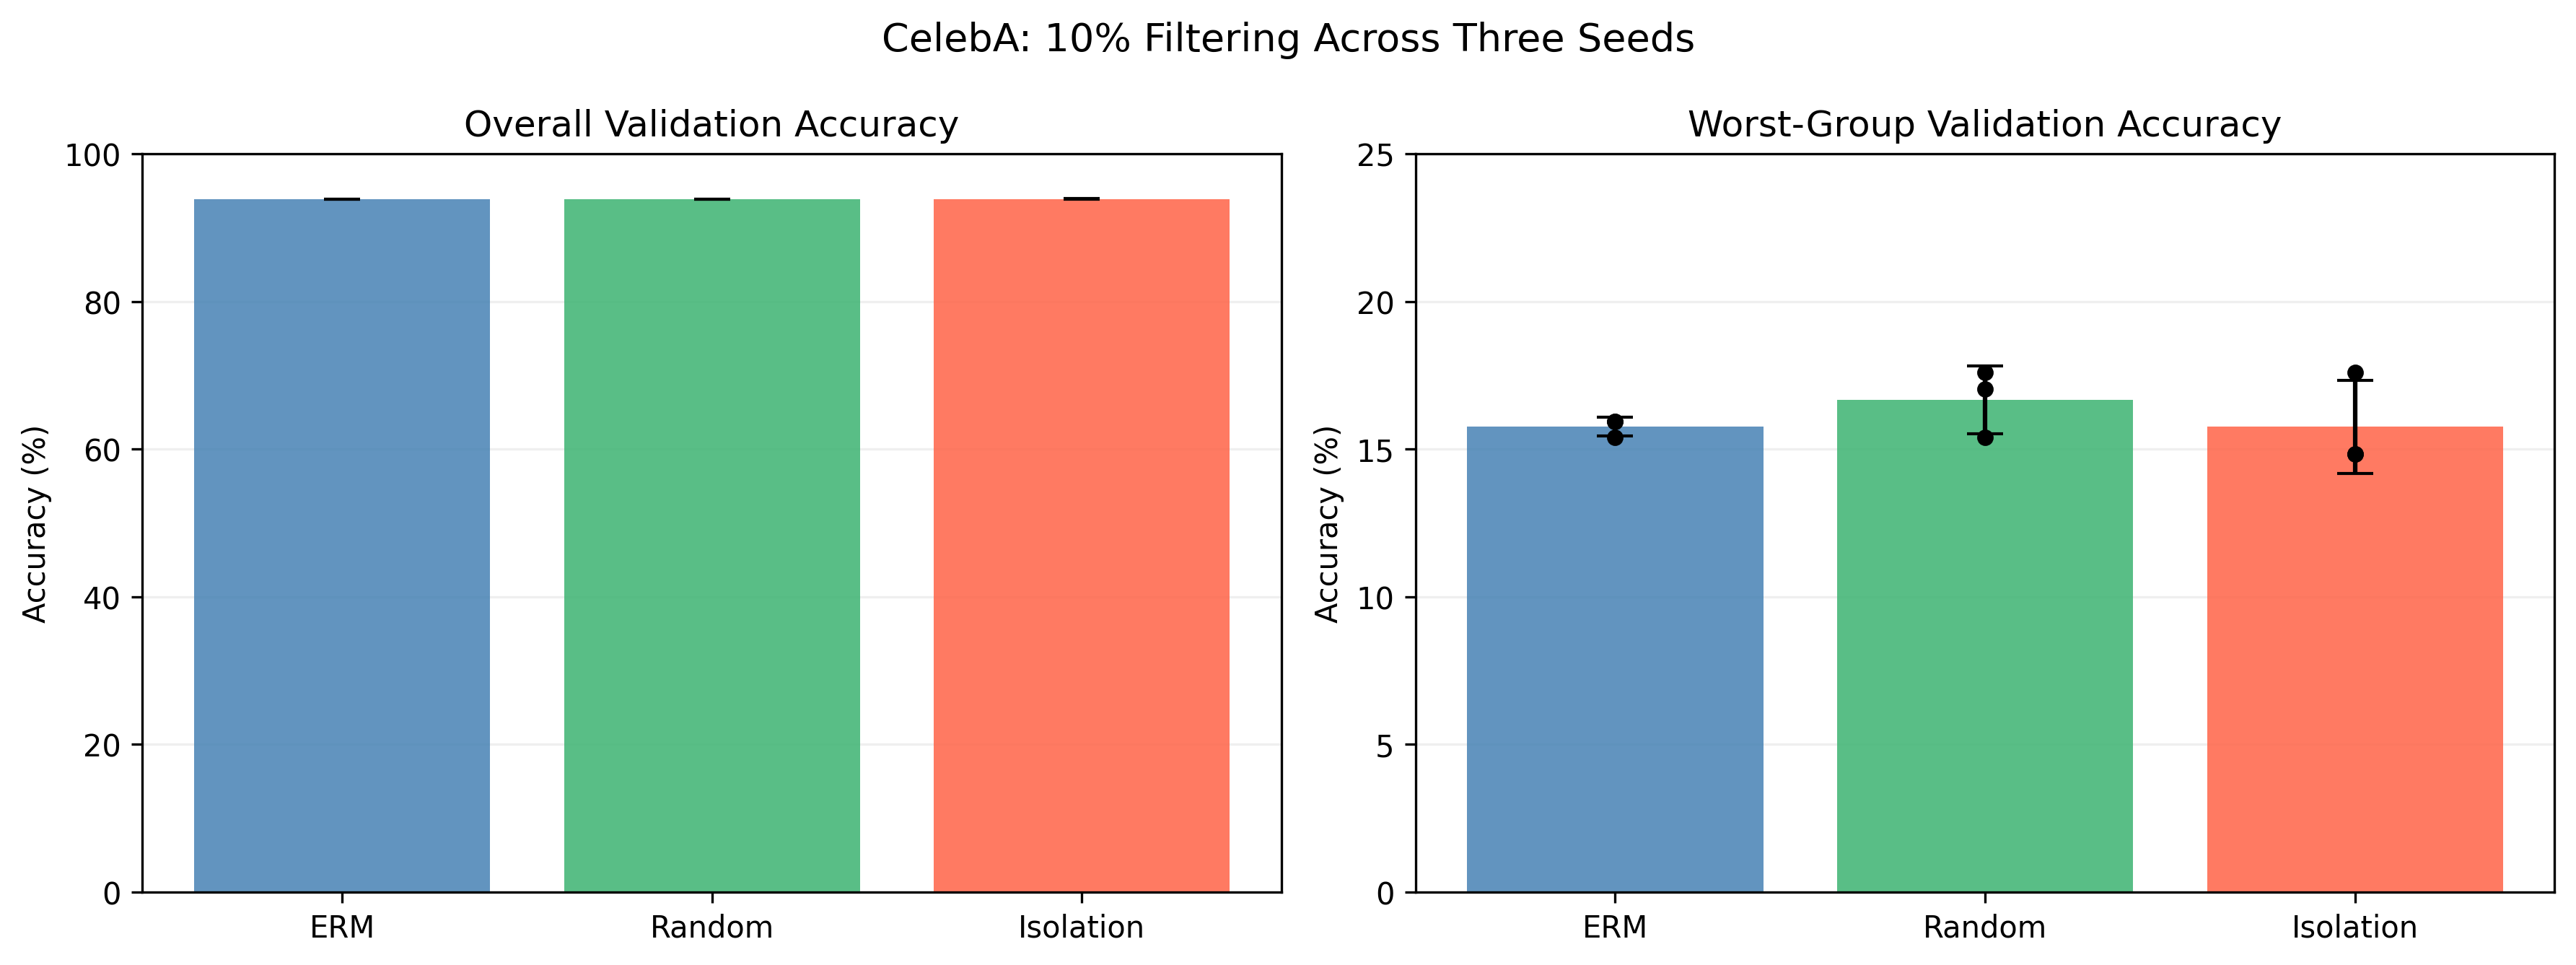 CelebA: 10% Filtering Across Three Seeds
Overall Validation Accuracy
Accuracy (%)
100
80
60
40
20
0
ERM Random Isolation
Worst-Group Validation Accuracy
Accuracy (%)
25
20
15
10
5
0
ERM Random Isolation